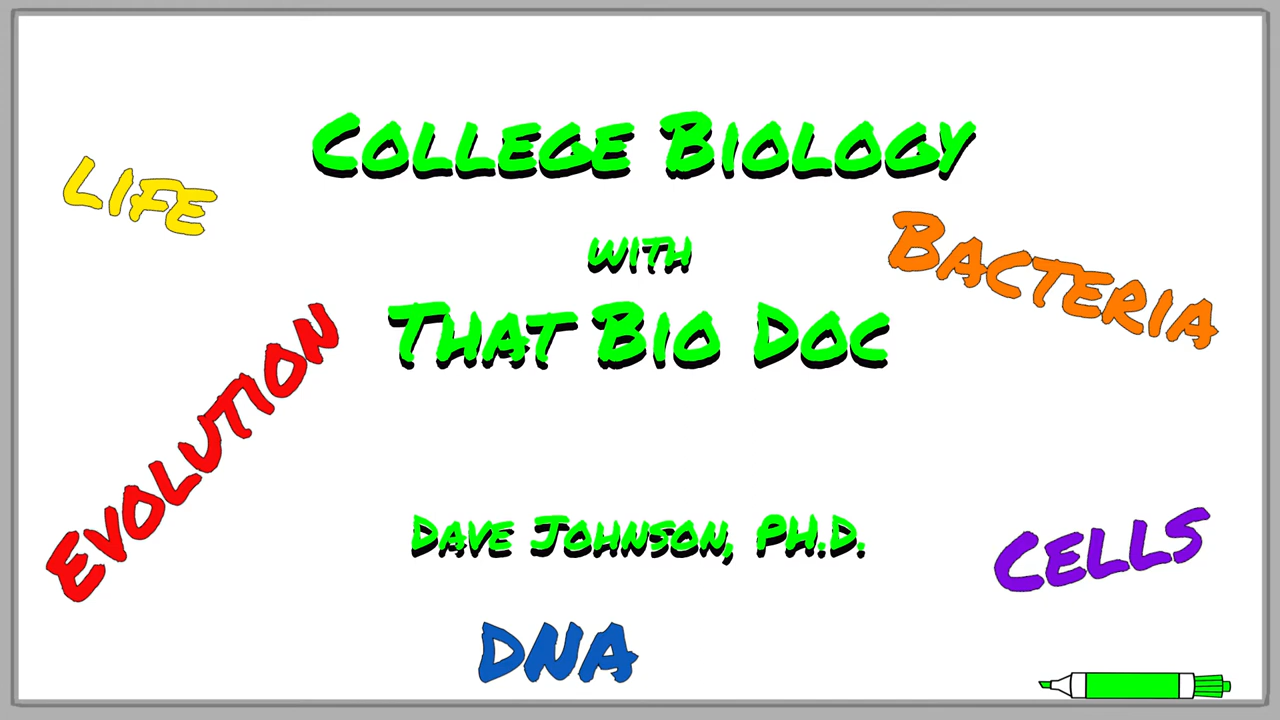 College Biology
Life
with
Bacteria
That Bio Doc
Evolution
Dave Johnson, PH.D.
Cells
DNA